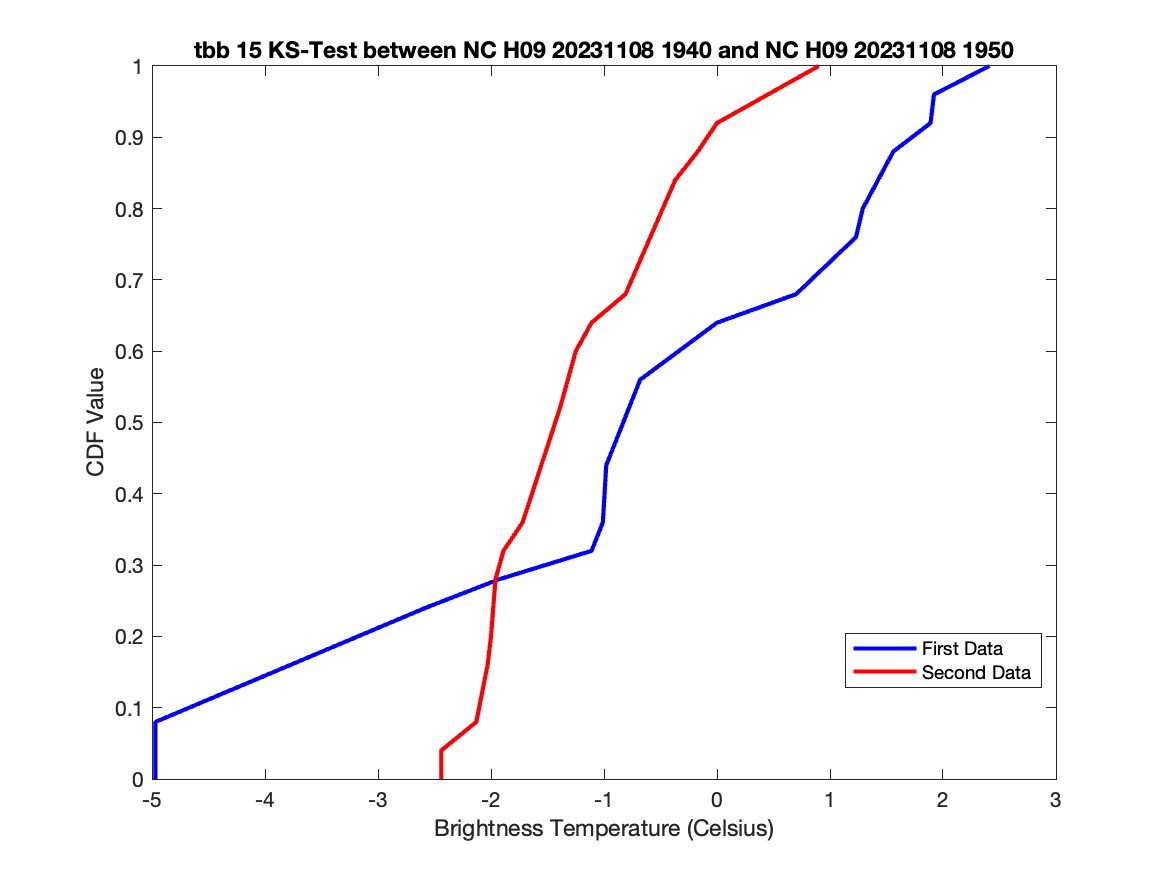 tbb 15 KS-Test between NC H09 20231108 1940 and NC H09 20231108 1950
1
0.9
0.8
0.7
0.6
0.5
0.4
0.3
0.2
0.1
0
CDF Value
First Data
Second Data
-5 -4 -3 -2 -1 0 1 2 3
Brightness Temperature (Celsius)